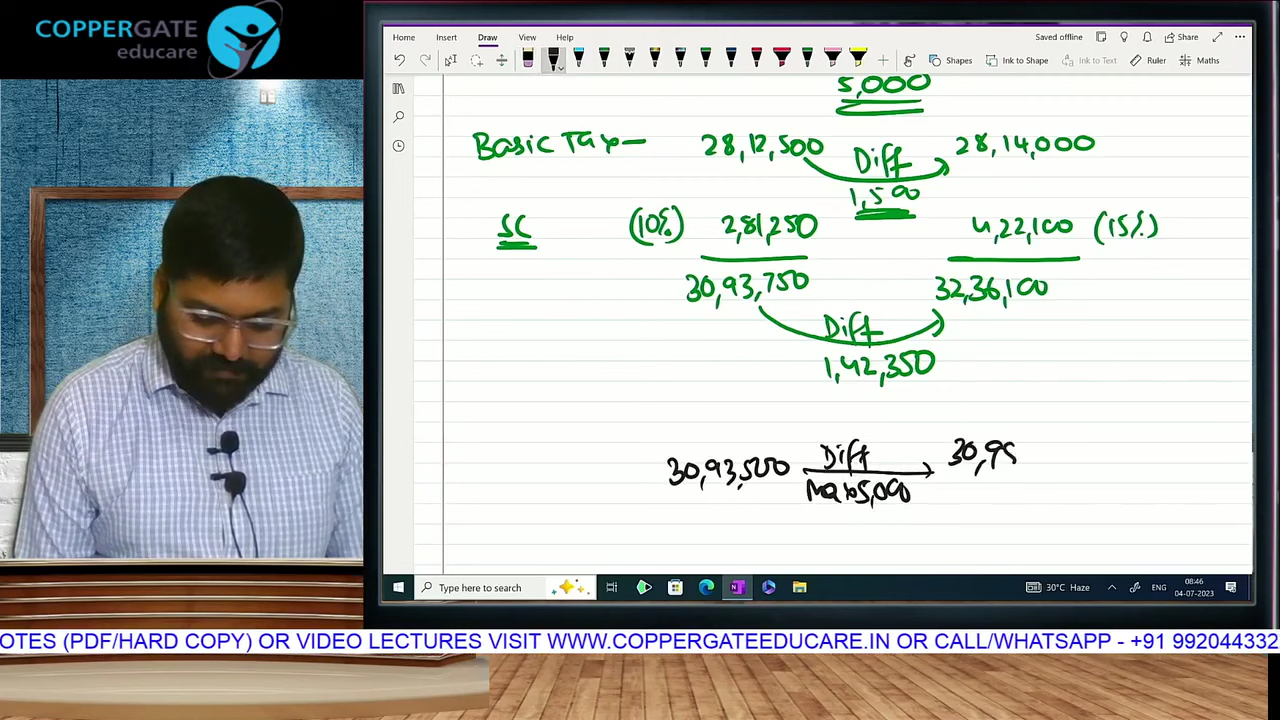 COPPERGATE
educare
Home Insert Draw View Help
Saved offline Share
Shapes Ink to Shape Ink to Text Ruler Maths
5,000
Basic Tax— 28,12,500 Diff 28,14,000
1,500
SC (10%) 2,81,250 4,22,100 (15%)
30,93,750 32,36,100
Diff
1,42,350
30,93,500 Diff 30,98
Max 5,000
Type here to search
30°C Haze ENG 08:46
04-07-2023
OTES (PDF/HARD COPY) OR VIDEO LECTURES VISIT WWW.COPPERGATEEDUCARE.IN OR CALL/WHATSAPP - +91 992044332